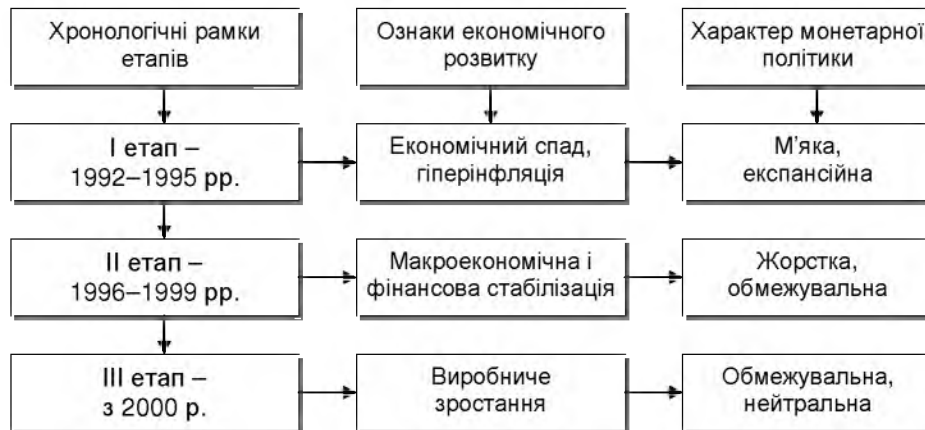 Хронологічні рамки
етапів
Ознаки економічного
розвитку
Характер монетарної
політики
І етап –
1992–1995 рр.
Економічний спад,
гіперінфляція
М’яка,
експансійна
ІІ етап –
1996–1999 рр.
Макроекономічна і
фінансова стабілізація
Жорстка,
обмежувальна
ІІІ етап –
з 2000 р.
Виробниче
зростання
Обмежувальна,
нейтральна